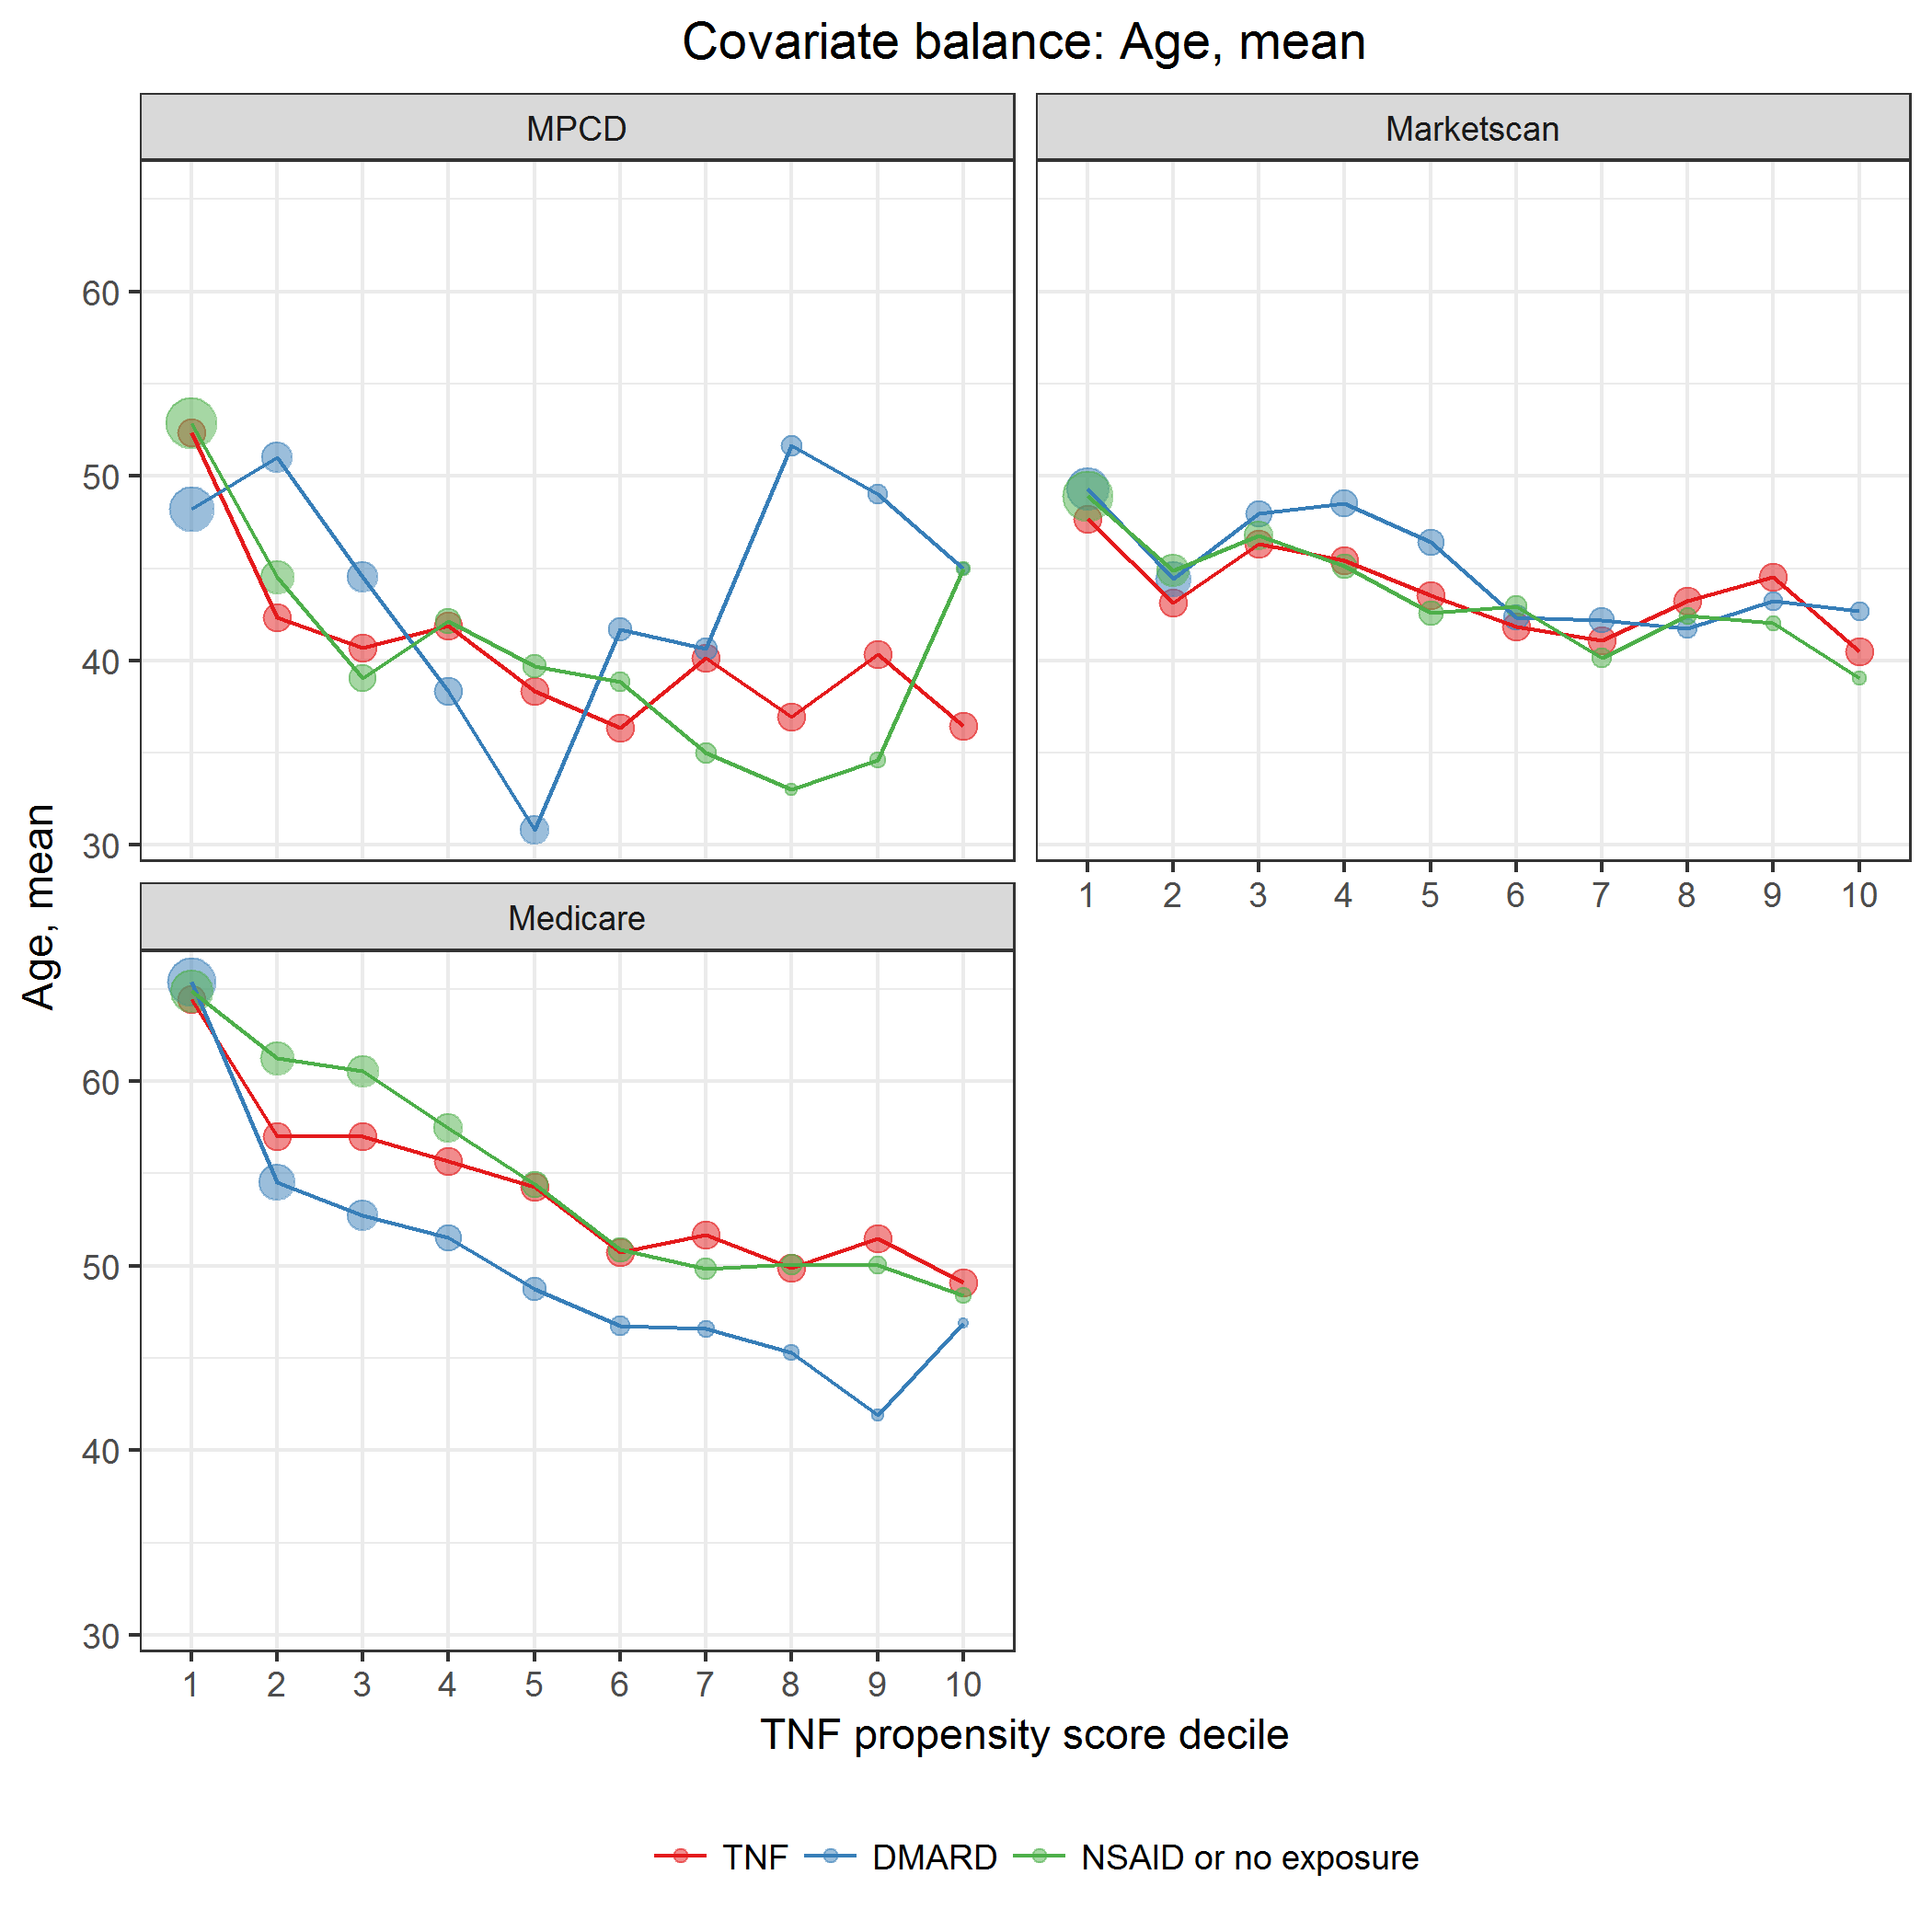 Covariate balance: Age, mean
MPCD
Marketscan
60
50
40
30
1 2 3 4 5 6 7 8 9 10
Medicare
60
50
40
30
1 2 3 4 5 6 7 8 9 10
Age, mean
TNF propensity score decile
TNF DMARD NSAID or no exposure